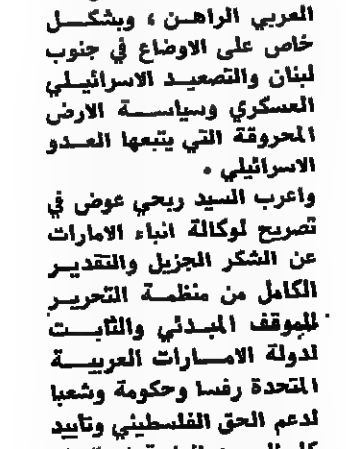 العربي الراهن ، وبشكل
خاص على الاوضاع في جنوب
لبنان والتصعيد الاسرائيلي
العسكري وسياسة الارض
المحروقة التي يتبعها العدو
الاسرائيلي .
واعرب السيد ربحي عوض في
تصريح لوكالة انباء الامارات
عن الشكر الجزيل والتقدير
الكامل من منظمة التحرير
للموقف المبدئي والثابت
لدولة الامارات العربية
المتحدة رفسا وحكومة وشعبا
لدعم الحق الفلسطيني وتاييد